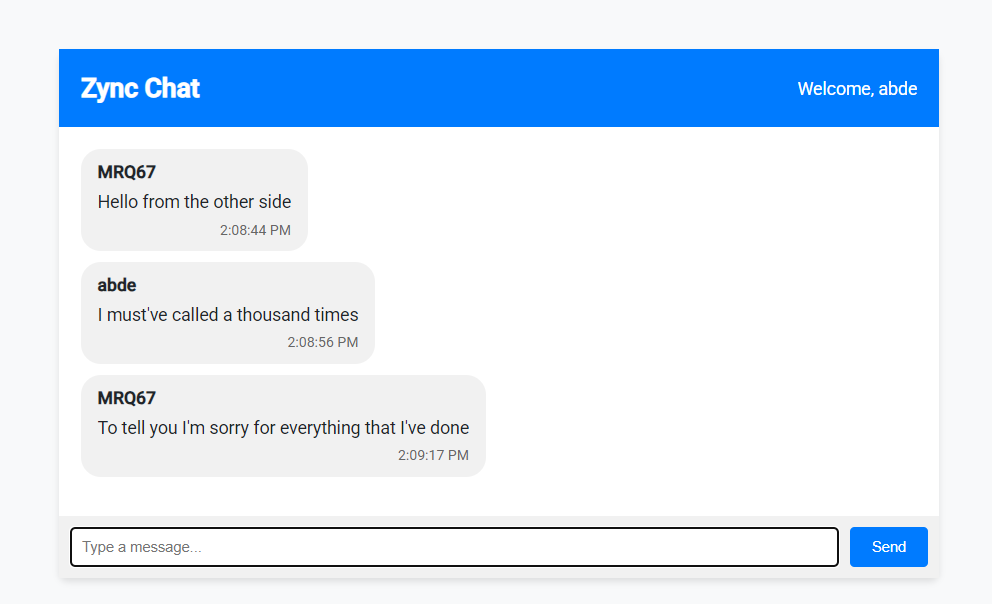 Zync Chat
Welcome, abde
MRQ67
Hello from the other side
2:08:44 PM
abde
I must've called a thousand times
2:08:56 PM
MRQ67
To tell you I'm sorry for everything that I've done
2:09:17 PM
Type a message...
Send